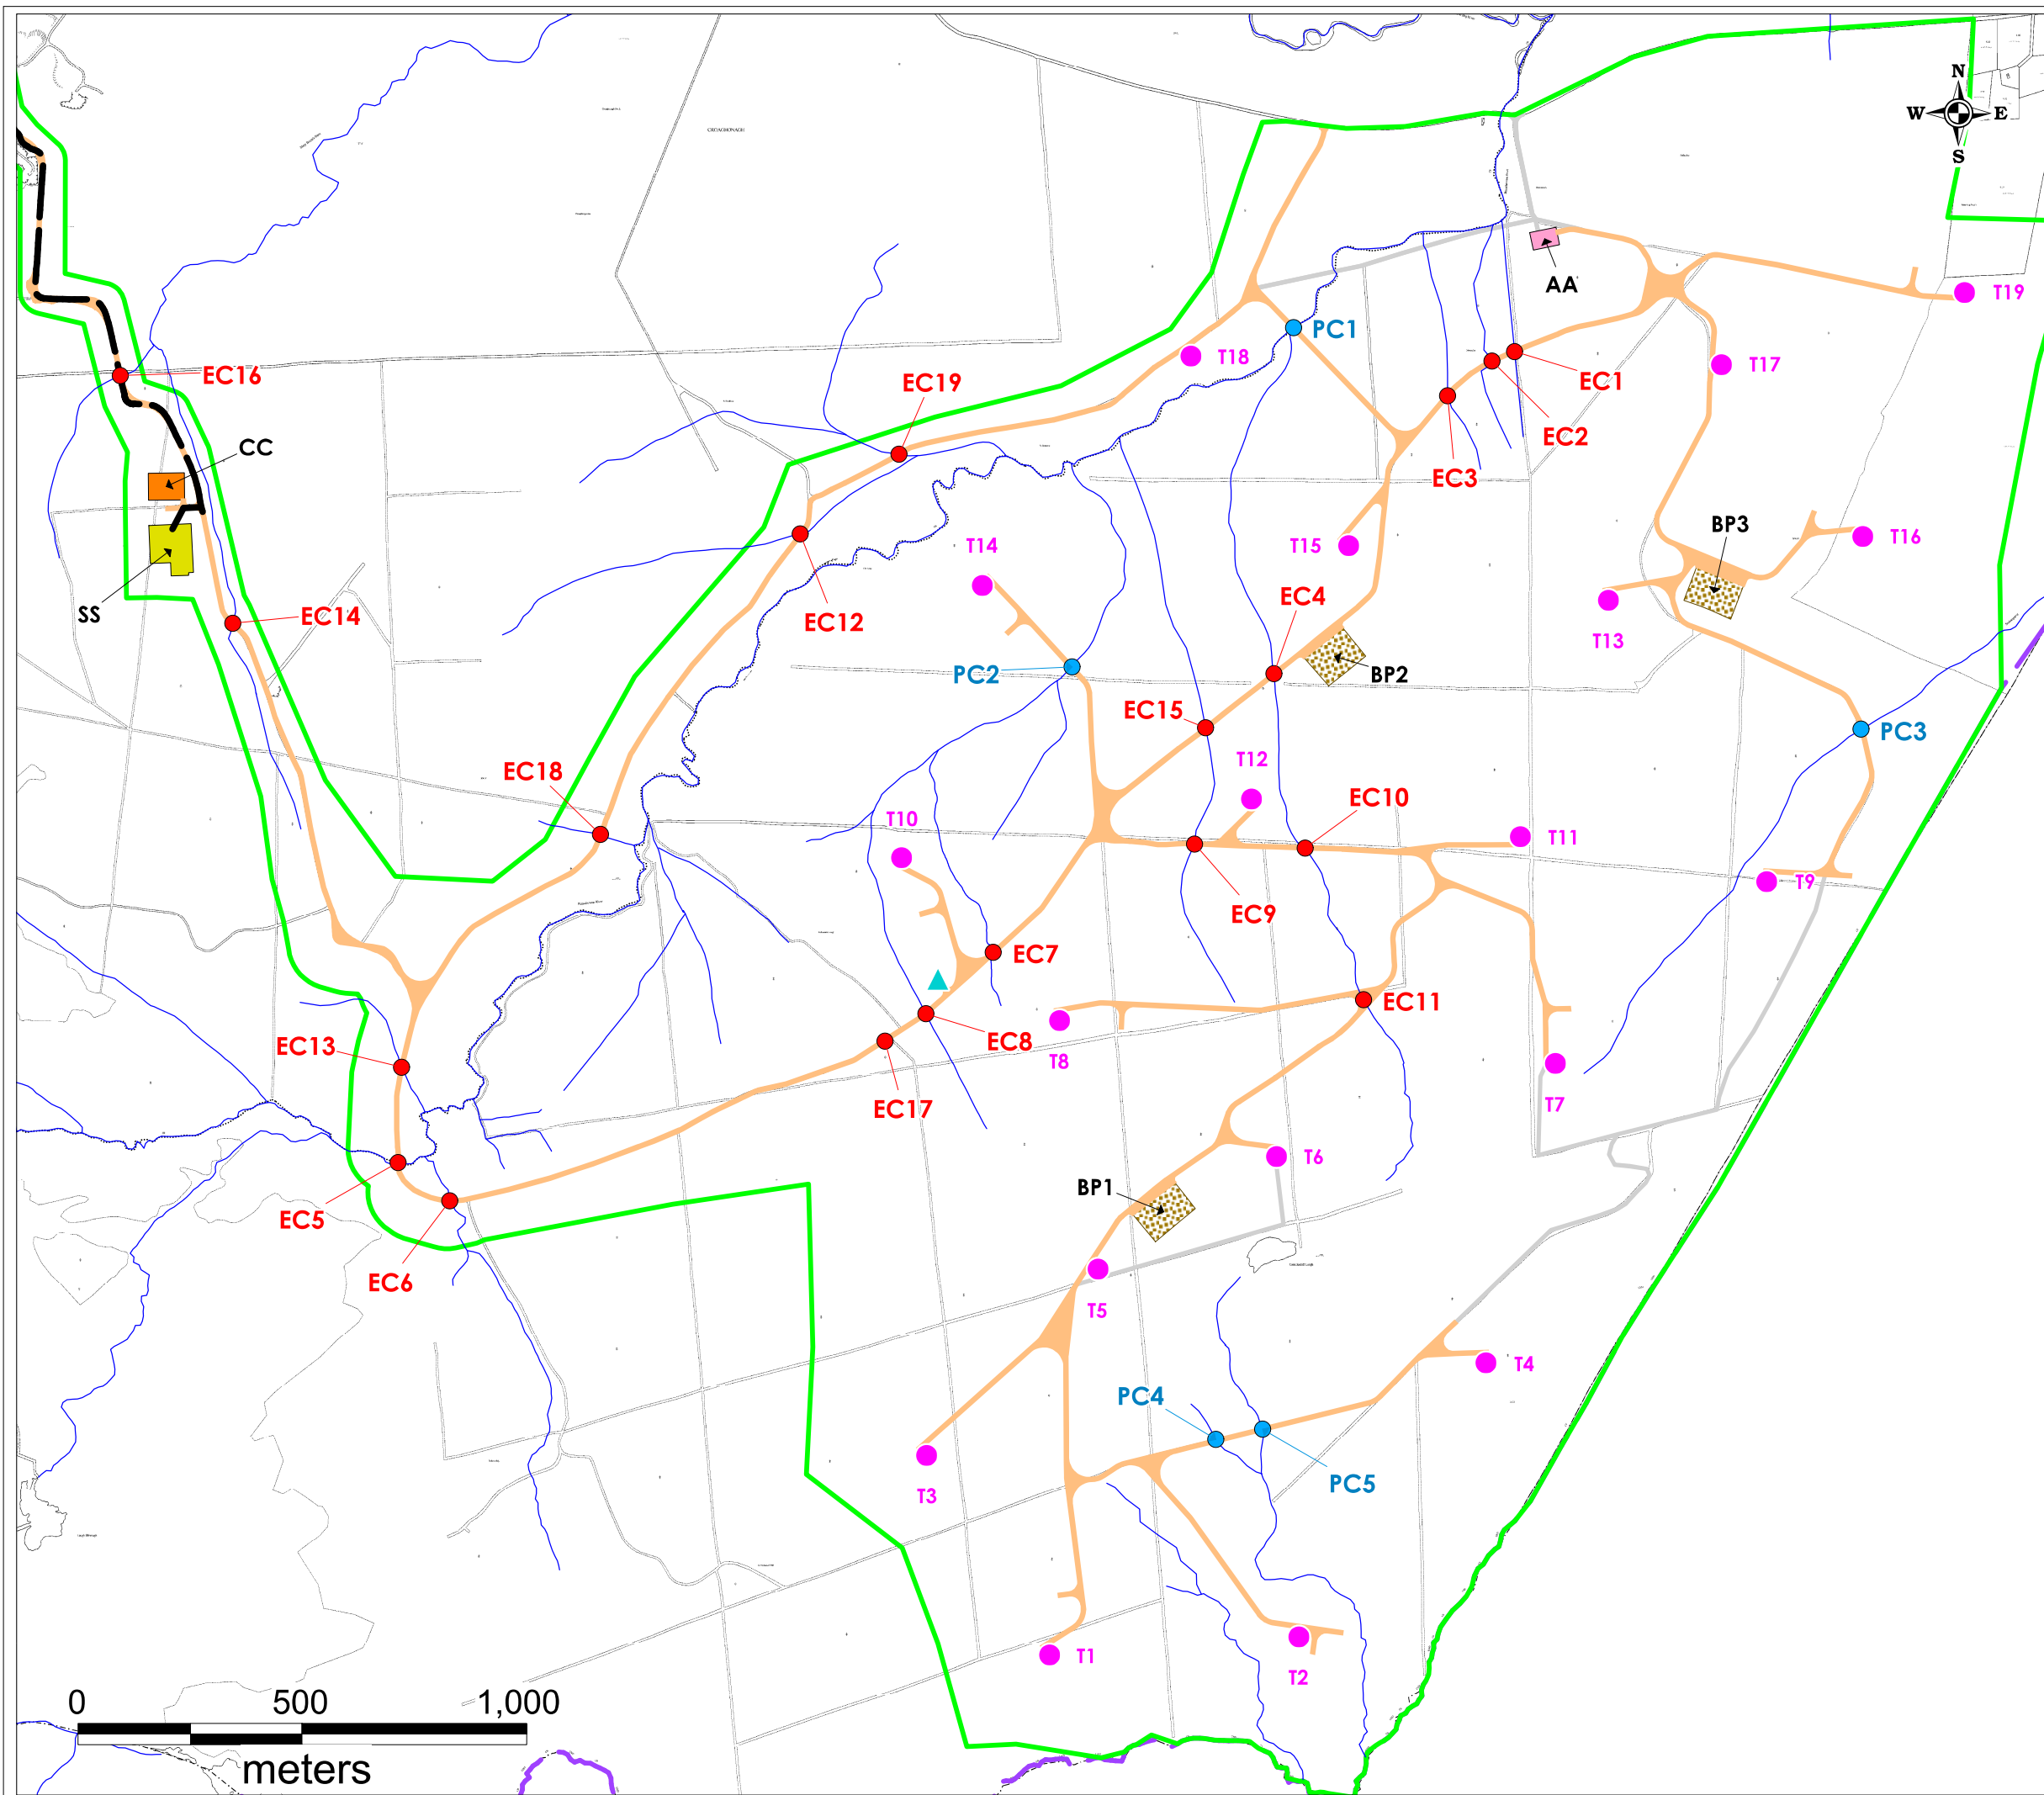 N
W E
S
AA
T19
PC1
T18
EC16
EC19
EC1
T17
EC2
CC
EC3
BP3
T16
T14
T15
EC4
SS
EC14
EC12
T13
PC2
BP2
EC15
PC3
T12
EC18
EC10
T10
T11
T9
EC9
EC7
EC11
EC13
EC8
T8
EC17
T7
T6
BP1
EC5
EC6
T5
T4
PC4
PC5
T3
T1
T2
0 500 1,000
meters